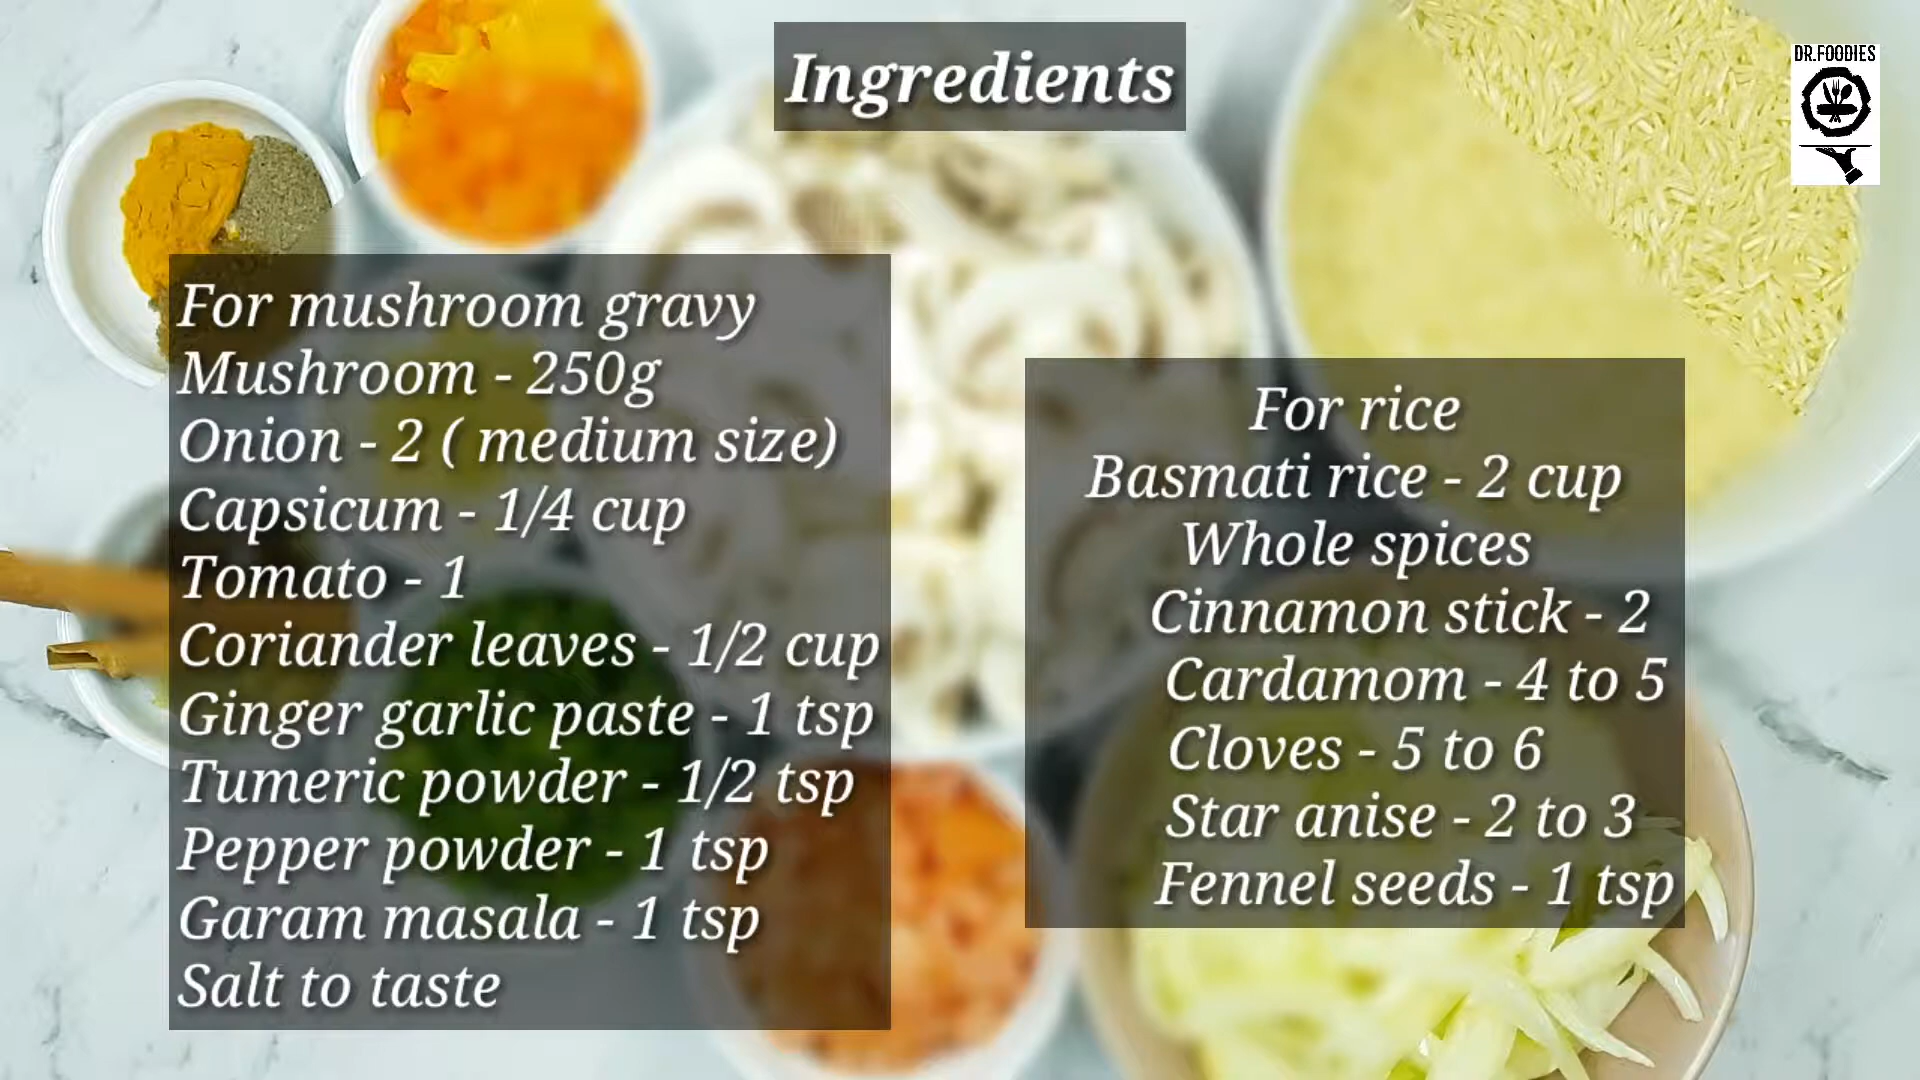 Ingredients
DR.FOODIES
For mushroom gravy
Mushroom - 250g
Onion - 2 ( medium size)
Capsicum - 1/4 cup
Tomato - 1
Coriander leaves - 1/2 cup
Ginger garlic paste - 1 tsp
Tumeric powder - 1/2 tsp
Pepper powder - 1 tsp
Garam masala - 1 tsp
Salt to taste
For rice
Basmati rice - 2 cup
Whole spices
Cinnamon stick - 2
Cardamom - 4 to 5
Cloves - 5 to 6
Star anise - 2 to 3
Fennel seeds - 1 tsp